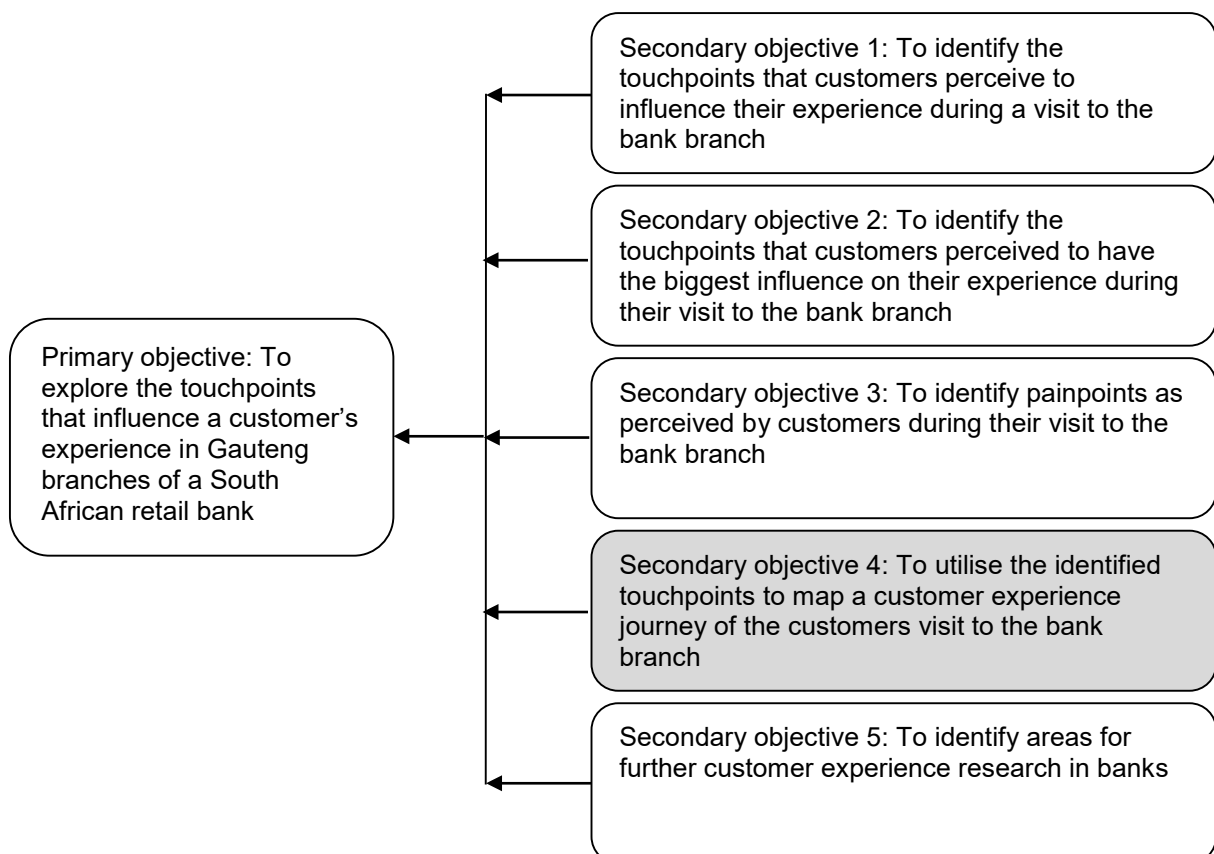 Secondary objective 1: To identify the
touchpoints that customers perceive to
influence their experience during a visit to the
bank branch
Secondary objective 2: To identify the
touchpoints that customers perceived to have
the biggest influence on their experience during
their visit to the bank branch
Primary objective: To
explore the touchpoints
that influence a customer’s
experience in Gauteng
branches of a South
African retail bank
Secondary objective 3: To identify painpoints as
perceived by customers during their visit to the
bank branch
Secondary objective 4: To utilise the identified
touchpoints to map a customer experience
journey of the customers visit to the bank
branch
Secondary objective 5: To identify areas for
further customer experience research in banks